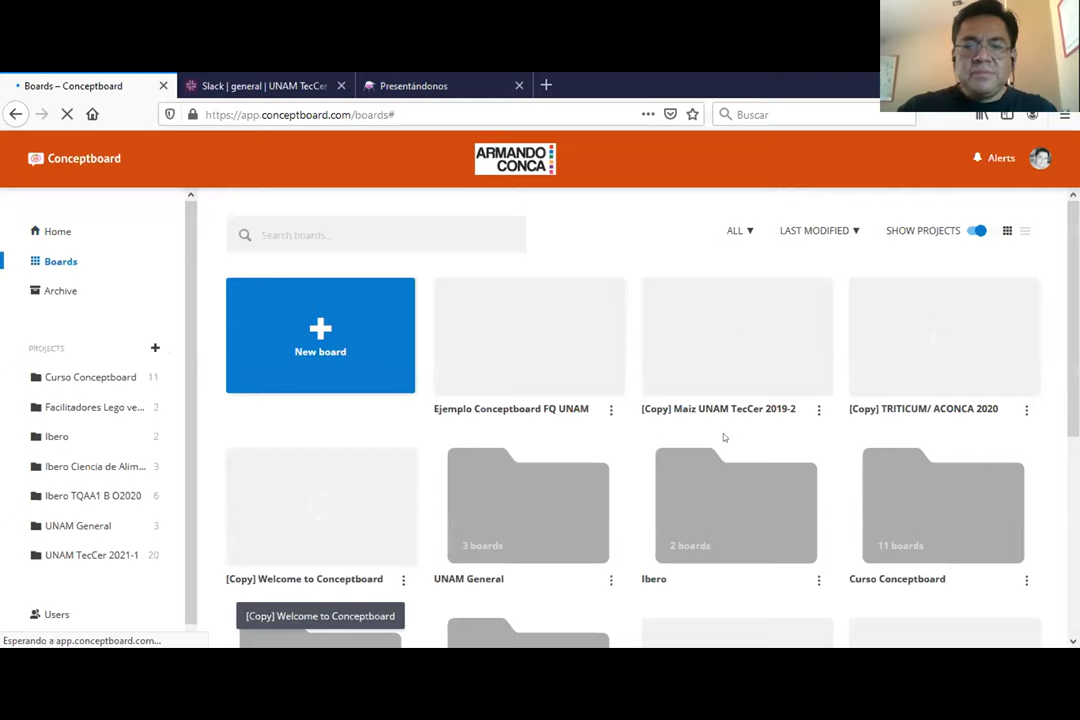 Boards – Conceptboard
Slack | general | UNAM TecCer
Presentándonos
https://app.conceptboard.com/boards#
Buscar
Conceptboard
ARMANDO
CONCA
Alerts
Home
Boards
Archive
PROJECTS
Curso Conceptboard 11
Facilitadores Lego ve... 2
Ibero 2
Ibero Ciencia de Alim... 3
Ibero TQAA1 B O2020 6
UNAM General 3
UNAM TecCer 2021-1 20
Users
Esperando a app.conceptboard.com...
Search boards...
ALL ▼
LAST MODIFIED ▼
SHOW PROJECTS
New board
Ejemplo Conceptboard FQ UNAM
[Copy] Maiz UNAM TecCer 2019-2
[Copy] TRITICUM/ ACONCA 2020
3 boards
2 boards
11 boards
[Copy] Welcome to Conceptboard
UNAM General
Ibero
Curso Conceptboard
[Copy] Welcome to Conceptboard